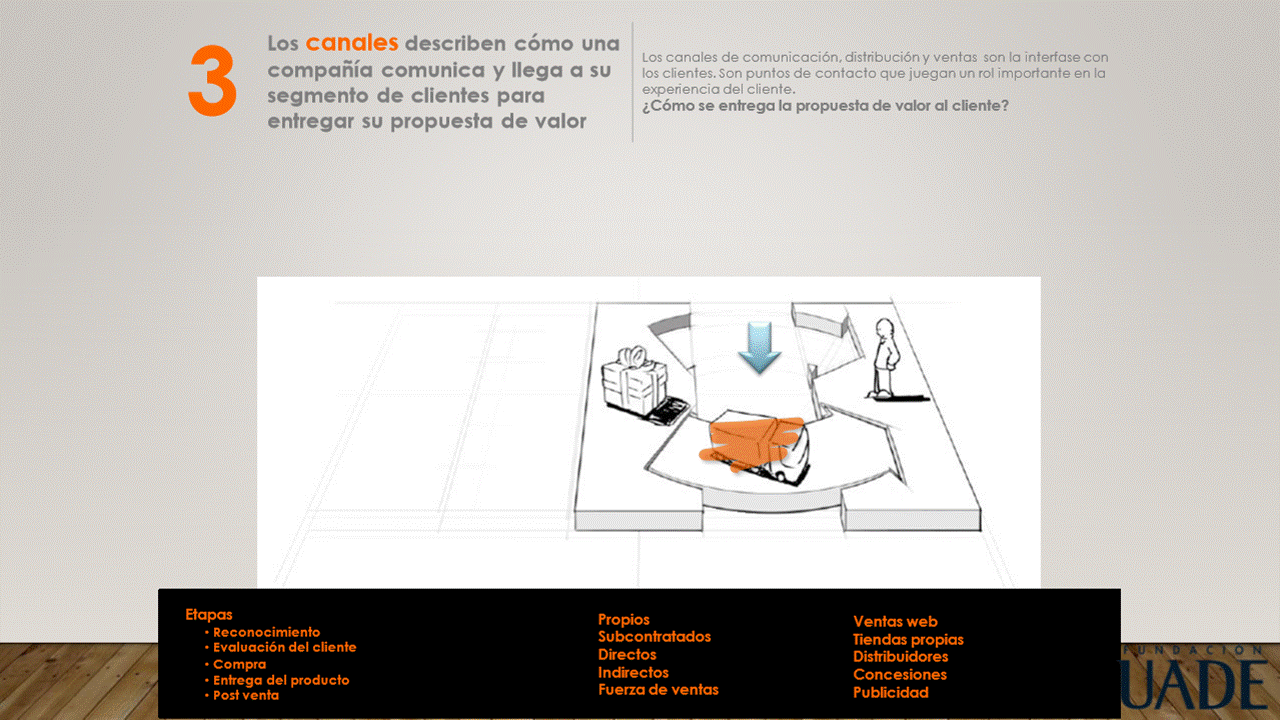 3
Los canales describen cómo una
compañía comunica y llega a su
segmento de clientes para
entregar su propuesta de valor
Los canales de comunicación, distribución y ventas son la interfase con
los clientes. Son puntos de contacto que juegan un rol importante en la
experiencia del cliente.
¿Cómo se entrega la propuesta de valor al cliente?
Etapas
• Reconocimiento
• Evaluación del cliente
• Compra
• Entrega del producto
• Post venta
Propios
Subcontratados
Directos
Indirectos
Fuerza de ventas
Ventas web
Tiendas propias
Distribuidores
Concesiones
Publicidad
FUNDACIÓN
UADE